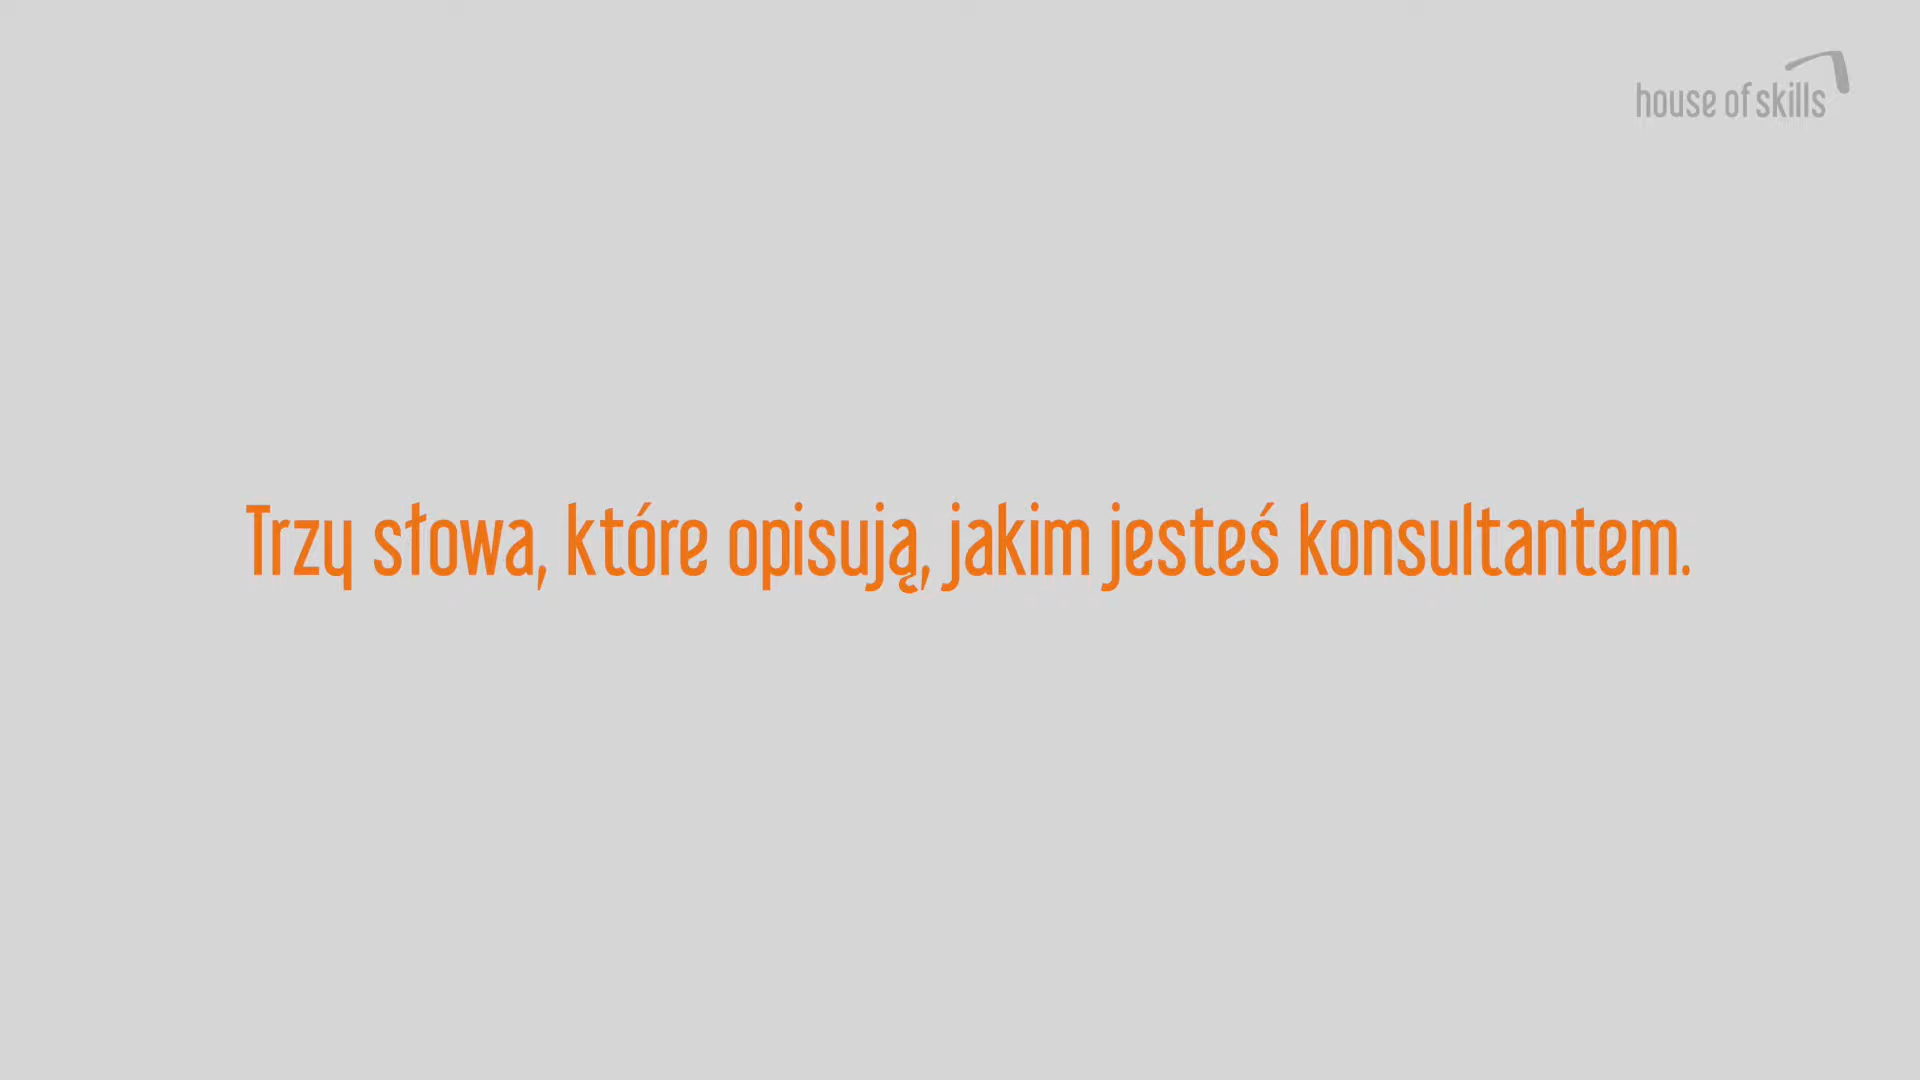 house of skills
Trzy słowa, które opisują, jakim jesteś konsultantem.